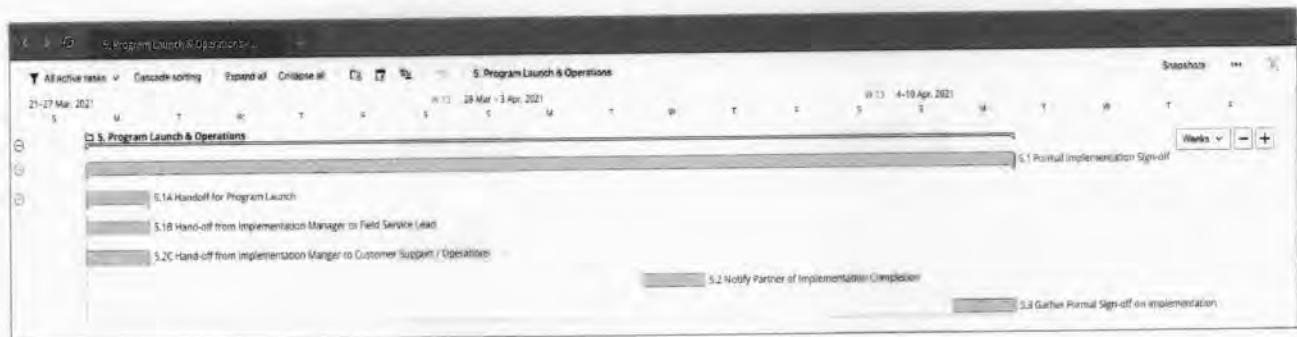 5. Program Launch & Operations
All active tasks Cascade sorting Expand all Collapse all 5. Program Launch & Operations Snapshots
21-27 Mar, 2021 W 13 28 Mar - 3 Apr, 2021 4-10 Apr, 2021
S M T W T F S S M T W T F S S M T W T F
5. Program Launch & Operations
Weeks - +
5.1 Formal Implementation Sign-off
5.1A Handoff for Program Launch
5.1B Hand-off from Implementation Manager to Field Service Lead
5.2C Hand-off from Implementation Manger to Customer Support / Operations
5.2 Notify Partner of Implementation Completion
5.3 Gather Formal Sign-off on Implementation